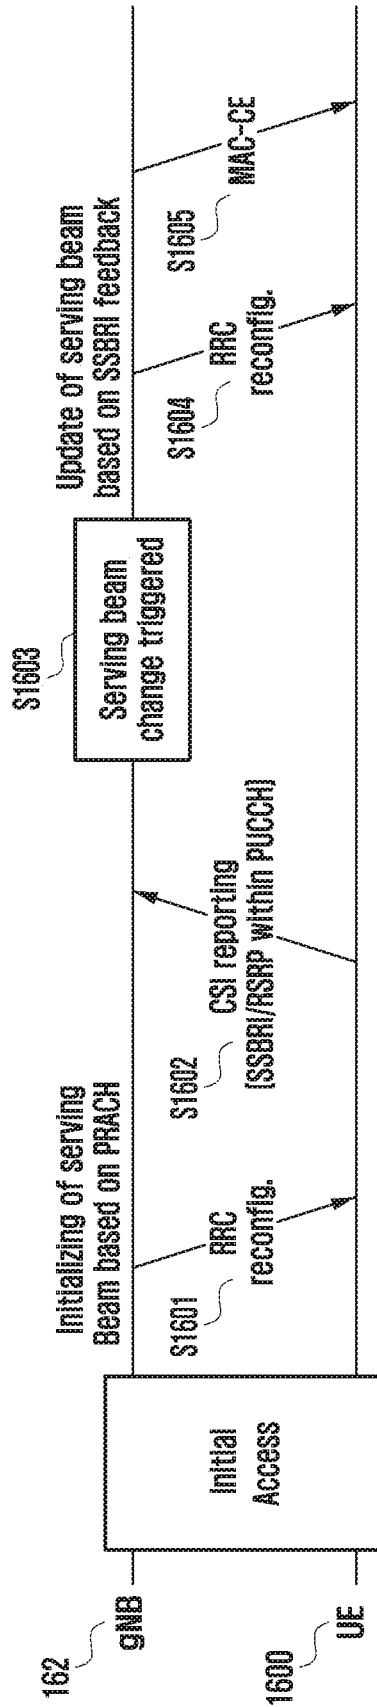 162
gNB
1600
UE
Initial
Access
Initializing of serving
Beam based on PRACH
S1601
RRC
reconfig.
S1602
CSI reporting
[SSBRI/RSRP within PUCCH]
S1603
Serving beam
change triggered
Update of serving beam
based on SSBRI feedback
S1604
RRC
reconfig.
S1605
MAC-CE